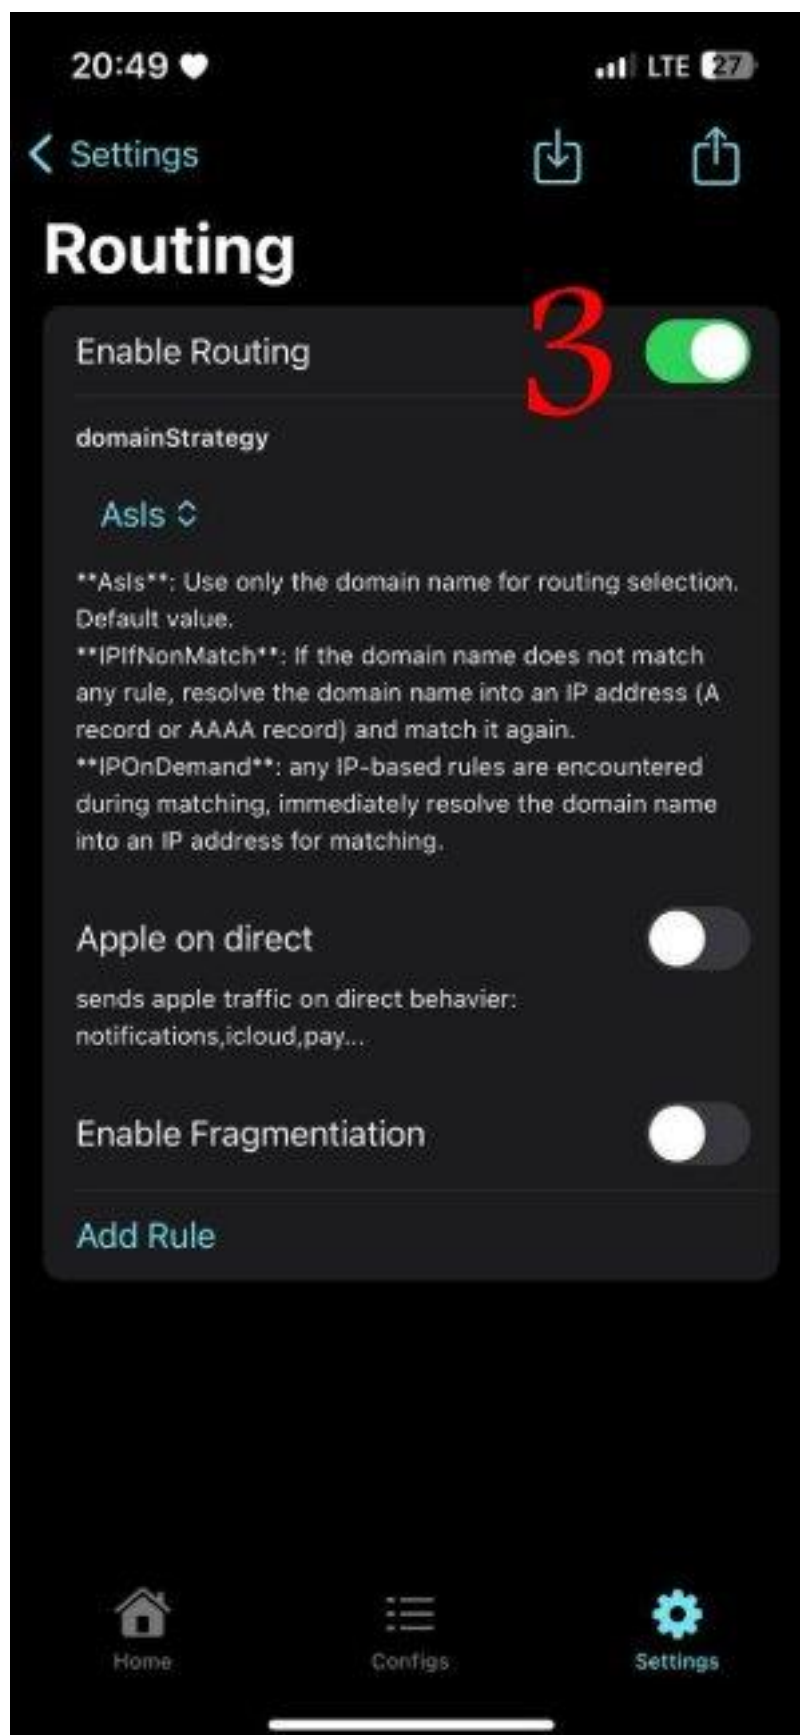 20:49
LTE 27
Settings
Routing
3
Enable Routing
domainStrategy
AsIs
**AsIs**: Use only the domain name for routing selection.
Default value.
**IPIfNonMatch**: If the domain name does not match
any rule, resolve the domain name into an IP address (A
record or AAAA record) and match it again.
**IPOnDemand**: any IP-based rules are encountered
during matching, immediately resolve the domain name
into an IP address for matching.
Apple on direct
sends apple traffic on direct behavier:
notifications,icloud,pay...
Enable Fragmentiation
Add Rule
Home
Configs
Settings